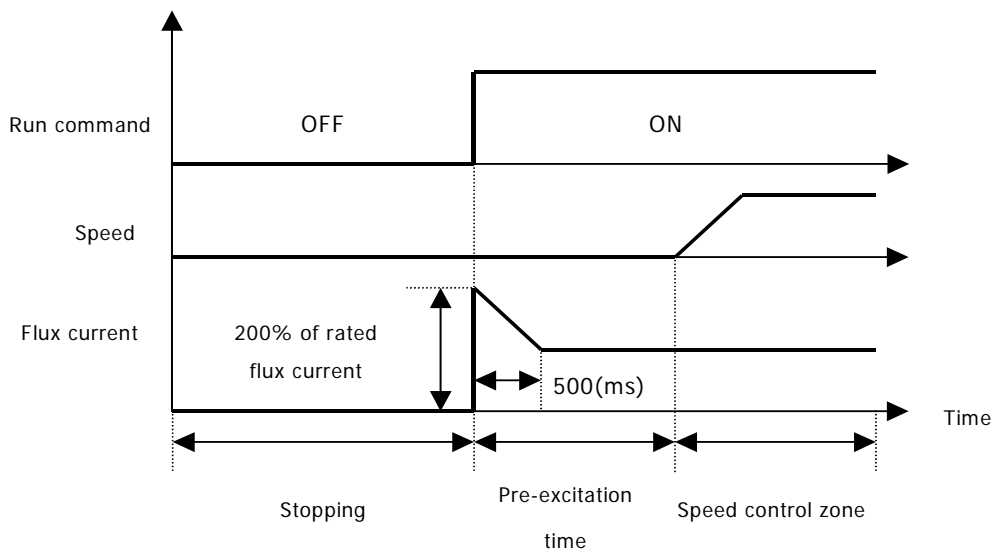 Run command
OFF
ON
Speed
Flux current
200% of rated
flux current
500(ms)
Time
Stopping
Pre-excitation
time
Speed control zone